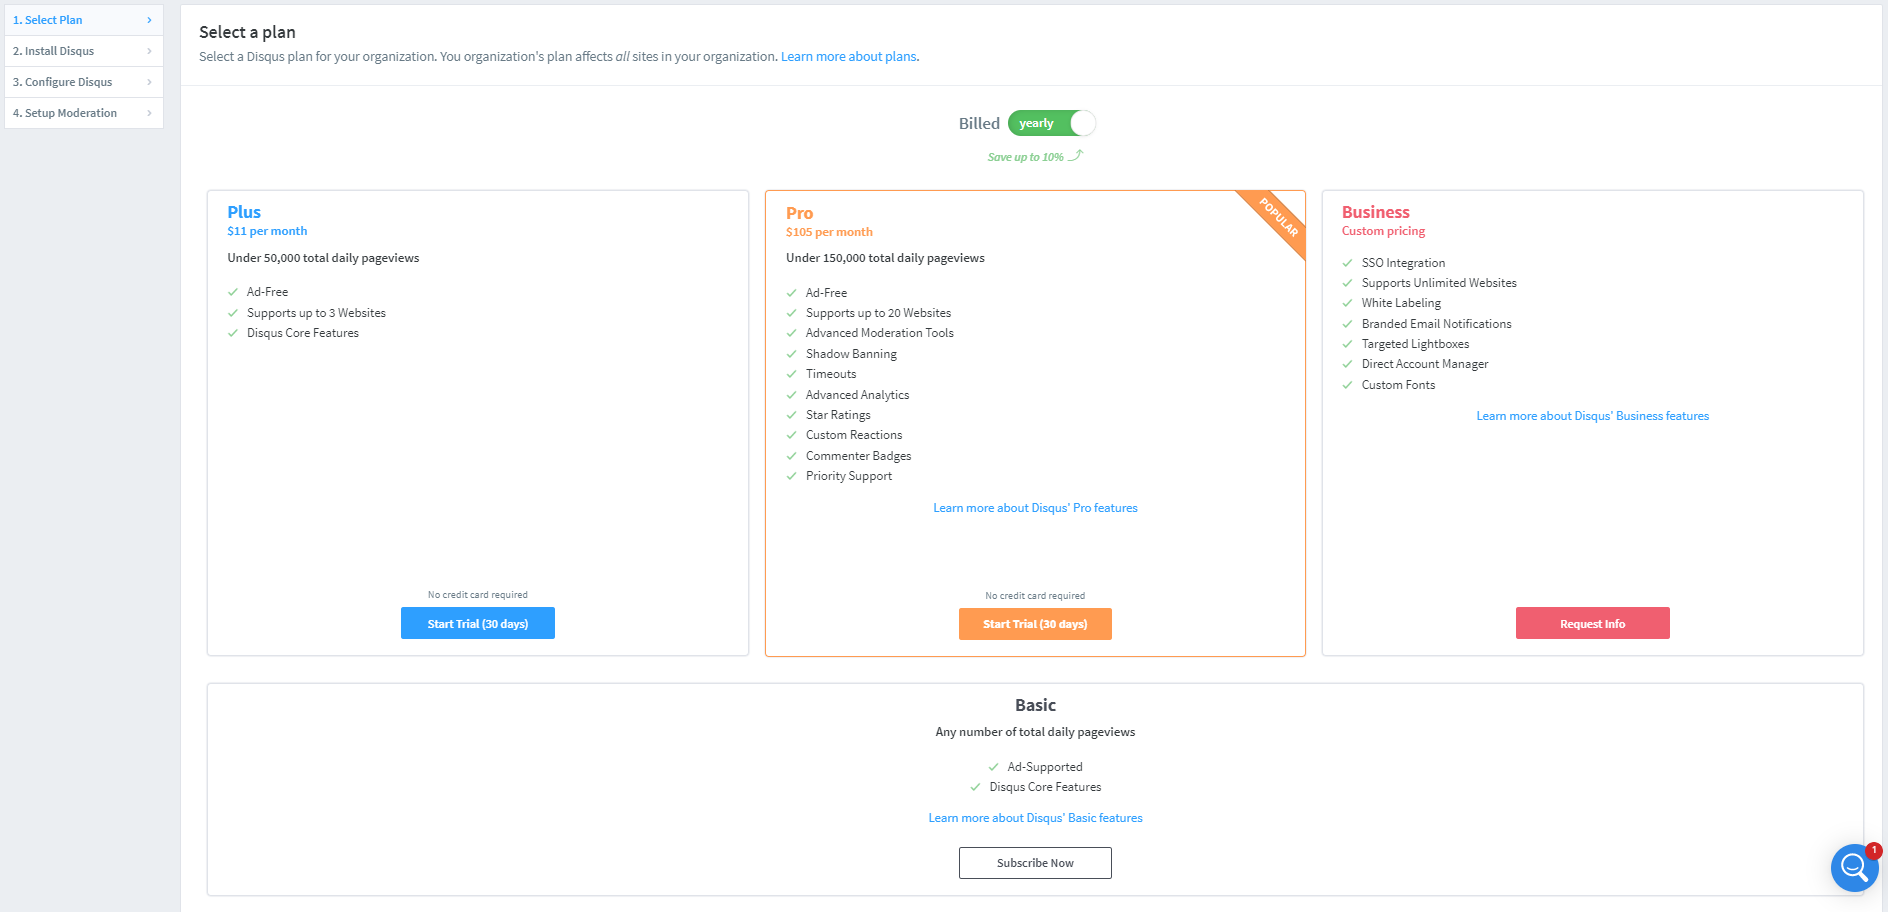 1. Select Plan
2. Install Disqus
3. Configure Disqus
4. Setup Moderation
Select a plan
Select a Disqus plan for your organization. You organization's plan affects all sites in your organization. Learn more about plans.
Billed yearly
Save up to 10%
Plus
$11 per month
Under 50,000 total daily pageviews
Ad-Free
Supports up to 3 Websites
Disqus Core Features
No credit card required
Start Trial (30 days)
POPULAR
Pro
$105 per month
Under 150,000 total daily pageviews
Ad-Free
Supports up to 20 Websites
Advanced Moderation Tools
Shadow Banning
Timeouts
Advanced Analytics
Star Ratings
Custom Reactions
Commenter Badges
Priority Support
Learn more about Disqus' Pro features
No credit card required
Start Trial (30 days)
Business
Custom pricing
SSO Integration
Supports Unlimited Websites
White Labeling
Branded Email Notifications
Targeted Lightboxes
Direct Account Manager
Custom Fonts
Learn more about Disqus' Business features
Request Info
Basic
Any number of total daily pageviews
Ad-Supported
Disqus Core Features
Learn more about Disqus' Basic features
Subscribe Now
1